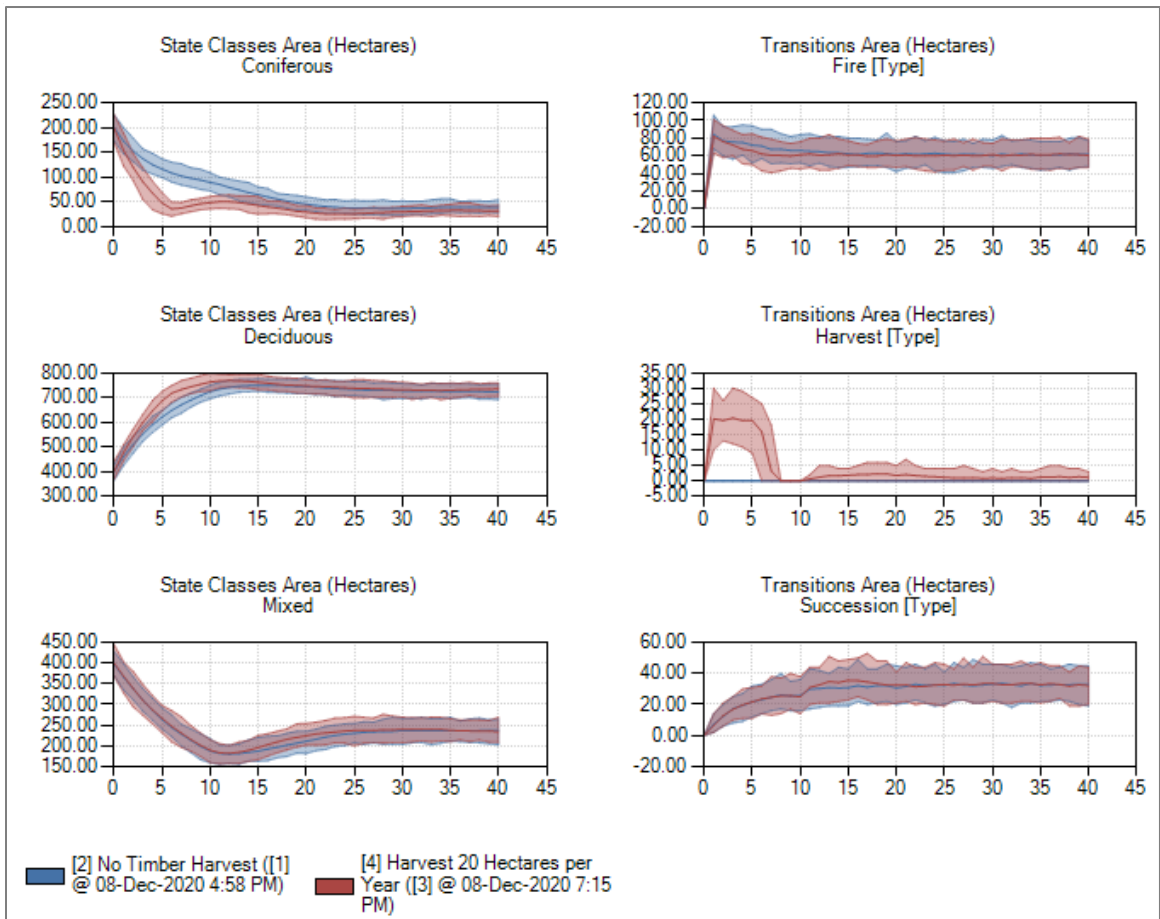 State Classes Area (Hectares)
Coniferous
250.00
200.00
150.00
100.00
50.00
0.00
0 5 10 15 20 25 30 35 40 45
Transitions Area (Hectares)
Fire [Type]
120.00
100.00
80.00
60.00
40.00
20.00
0.00
-20.00
0 5 10 15 20 25 30 35 40 45
State Classes Area (Hectares)
Deciduous
800.00
700.00
600.00
500.00
400.00
300.00
0 5 10 15 20 25 30 35 40 45
Transitions Area (Hectares)
Harvest [Type]
35.00
30.00
25.00
20.00
15.00
10.00
5.00
0.00
-5.00
0 5 10 15 20 25 30 35 40 45
State Classes Area (Hectares)
Mixed
450.00
400.00
350.00
300.00
250.00
200.00
150.00
0 5 10 15 20 25 30 35 40 45
Transitions Area (Hectares)
Succession [Type]
60.00
40.00
20.00
0.00
-20.00
0 5 10 15 20 25 30 35 40 45
[2] No Timber Harvest ([1]
@ 08-Dec-2020 4:58 PM)
[4] Harvest 20 Hectares per
Year ([3] @ 08-Dec-2020 7:15
PM)